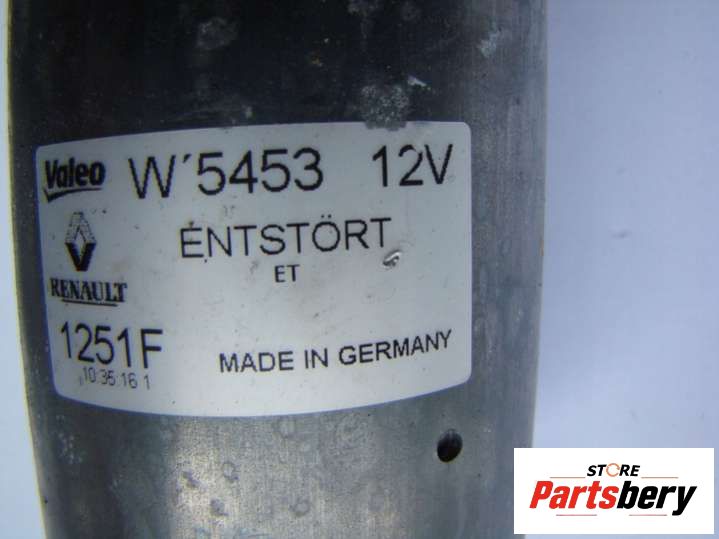 Valeo W´5453 12V
ENTSTÖRT
ET
RENAULT
1251F
10 35 16 1
MADE IN GERMANY
STORE
Partsbery